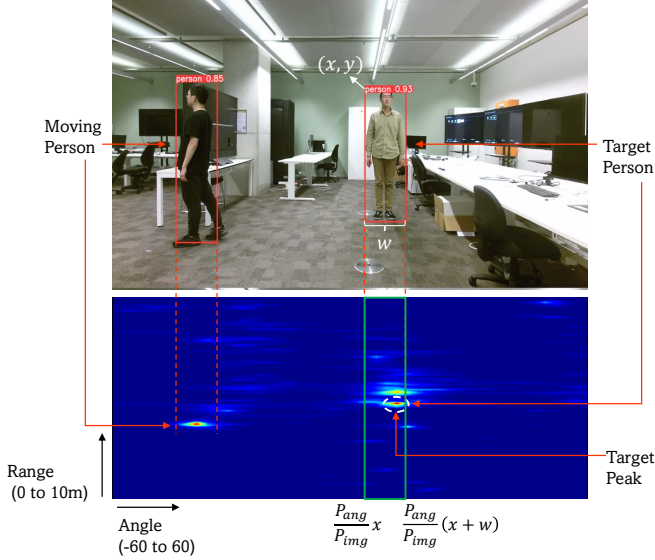 person 0.85
(x, y)
person 0.93
Moving
Person
Target
Person
w
Range
(0 to 10m)
Target
Peak
Angle
(-60 to 60)
P_ang/P_img x
P_ang/P_img (x + w)